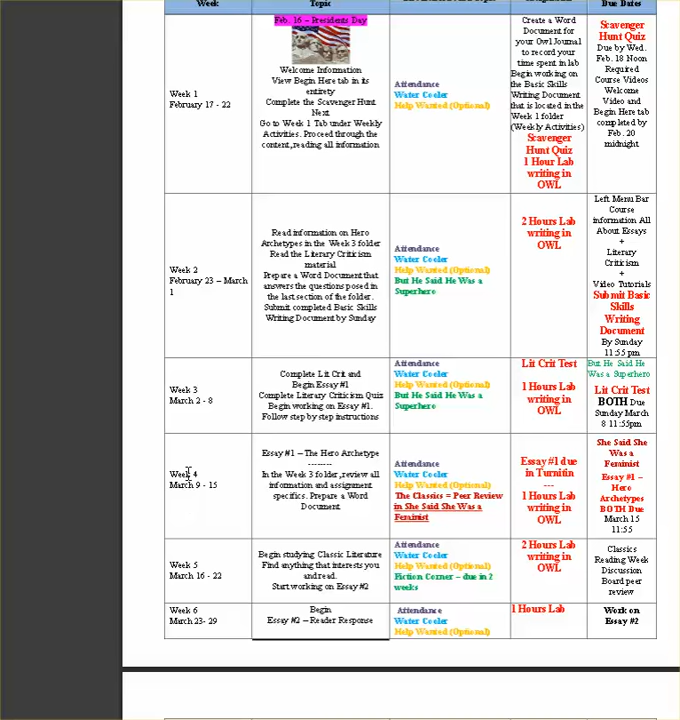 Week
Topic
Due Dates
Week 1
February 17 - 22
Feb. 16 – Presidents Day
Welcome Information
View Begin Here tab in its
entirety
Complete the Scavenger Hunt
Next
Go to Week 1 Tab under Weekly
Activities. Proceed through the
content, reading all information
Attendance
Water Cooler
Help Wanted (Optional)
Create a Word
Document for
your Owl Journal
to record your
time spent in lab
Begin working on
the Basic Skills
Writing Document
that is located in the
Week 1 folder
(Weekly Activities)
Scavenger
Hunt Quiz
1 Hour Lab
writing in
OWL
Scavenger
Hunt Quiz
Due by Wed.
Feb. 18 Noon
Required
Course Videos
Welcome
Video and
Begin Here tab
completed by
Feb. 20
midnight
Week 2
February 23 – March
1
Read information on Hero
Archetypes in the Week 3 folder
Read the Literary Criticism
material
Prepare a Word Document that
answers the questions posed in
the last section of the folder.
Submit completed Basic Skills
Writing Document by Sunday
Attendance
Water Cooler
Help Wanted (Optional)
But He Said He Was a
Superhero
2 Hours Lab
writing in
OWL
Left Menu Bar
Course
information All
About Essays
+
Literary
Criticism
+
Video Tutorials
Submit Basic
Skills
Writing
Document
By Sunday
11:55 pm
Week 3
March 2 - 8
Complete Lit Crit and
Begin Essay #1
Complete Literary Criticism Quiz
Begin working on Essay #1.
Follow step by step instructions
Attendance
Water Cooler
Help Wanted (Optional)
But He Said He Was a
Superhero
Lit Crit Test
1 Hours Lab
writing in
OWL
But He Said He
Was a Superhero
Lit Crit Test
BOTH Due
Sunday March
8 11:55pm
Week 4
March 9 - 15
Essay #1 – The Hero Archetype
--------
In the Week 3 folder, review all
information and assignment
specifics. Prepare a Word
Document
Attendance
Water Cooler
Help Wanted (Optional)
The Classics = Peer Review
in She Said She Was a
Feminist
Essay #1 due
in Turnitin
---
1 Hours Lab
writing in
OWL
She Said She
Was a
Feminist
Essay #1 –
Hero
Archetypes
BOTH Due
March 15
11:55
Week 5
March 16 - 22
Begin studying Classic Literature
Find anything that interests you
and read.
Start working on Essay #2
Attendance
Water Cooler
Help Wanted (Optional)
Fiction Corner – due in 2
weeks
2 Hours Lab
writing in
OWL
Classics
Reading Week
Discussion
Board peer
review
Week 6
March 23- 29
Begin
Essay #2 – Reader Response
Attendance
Water Cooler
Help Wanted (Optional)
1 Hours Lab
Work on
Essay #2